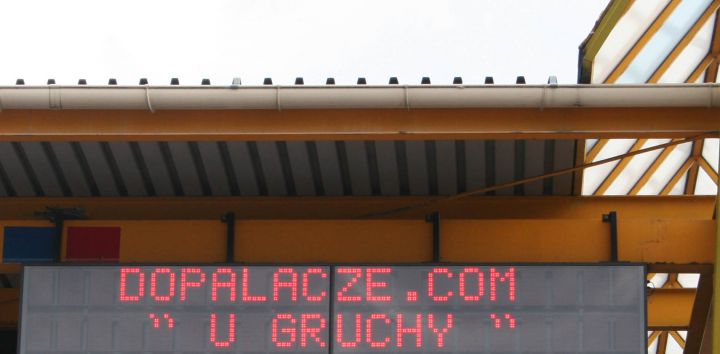 DOPALACZE.COM
" U GRUCHY "